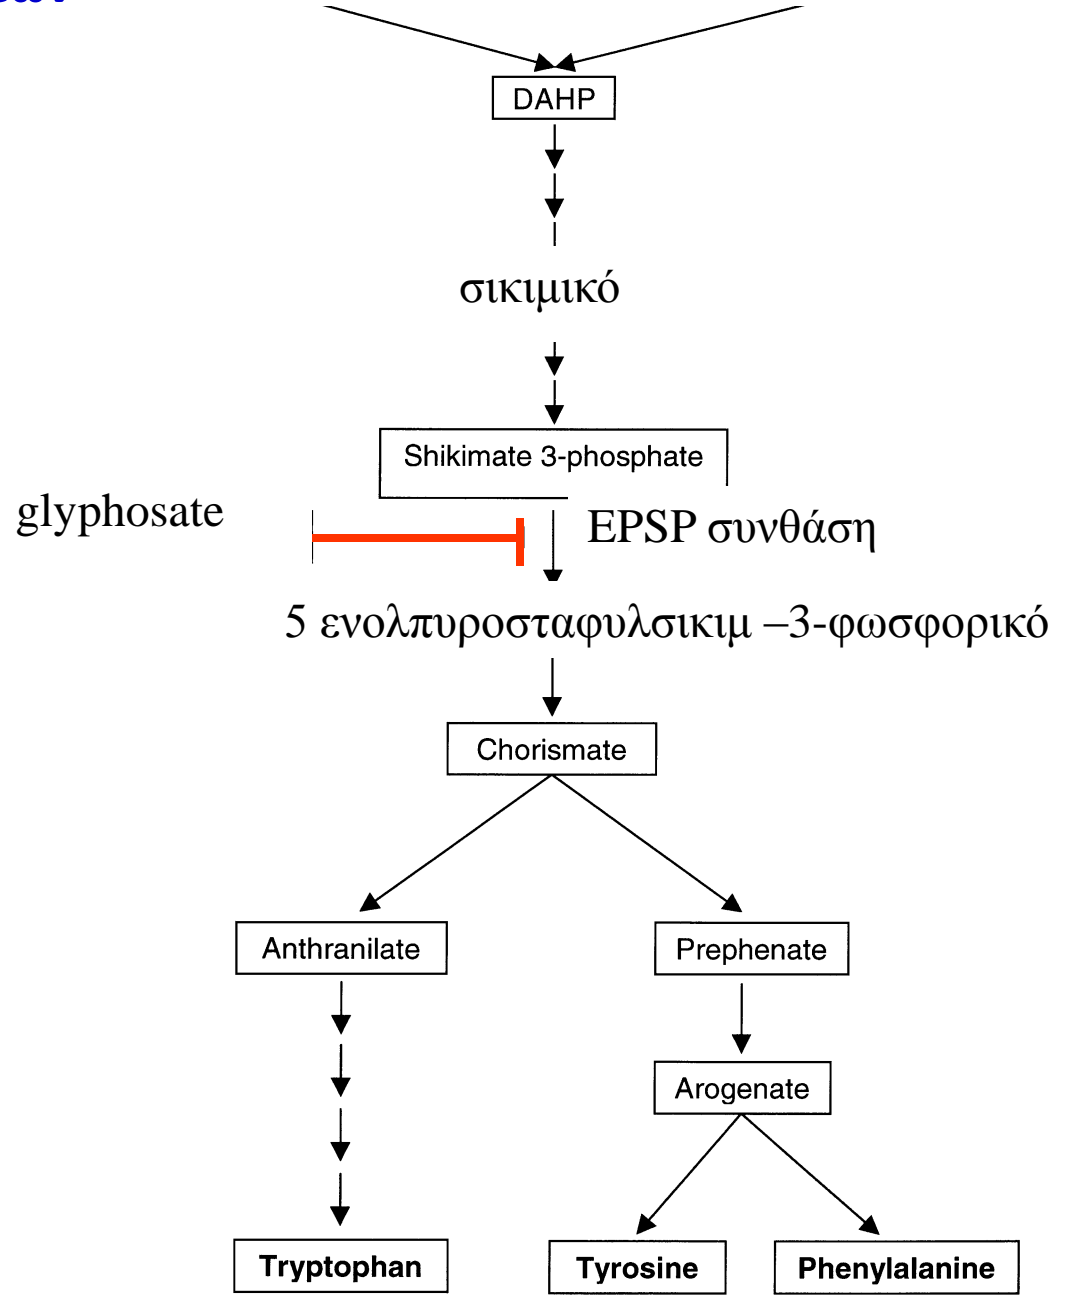 DAHP
σικιμικό
Shikimate 3-phosphate
glyphosate
EPSP συνθάση
5 ενολπυροσταφυλσικιμ –3-φωσφορικό
Chorismate
Anthranilate
Prephenate
Arogenate
Tryptophan
Tyrosine
Phenylalanine